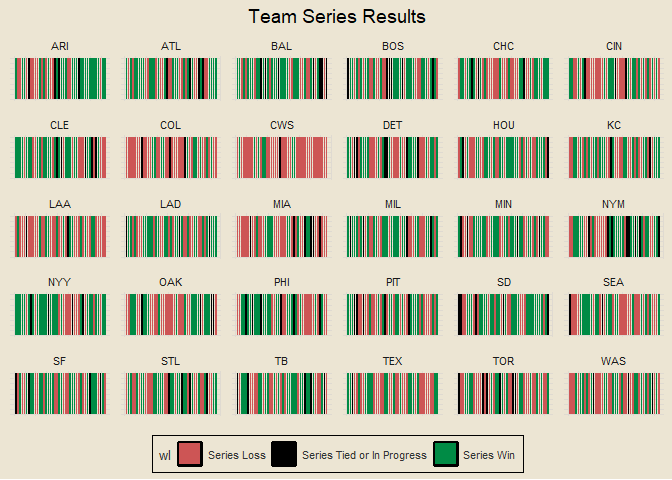 Team Series Results
ARI ATL BAL BOS CHC CIN
CLE COL CWS DET HOU KC
LAA LAD MIA MIL MIN NYM
NYY OAK PHI PIT SD SEA
SF STL TB TEX TOR WAS
wl Series Loss Series Tied or In Progress Series Win